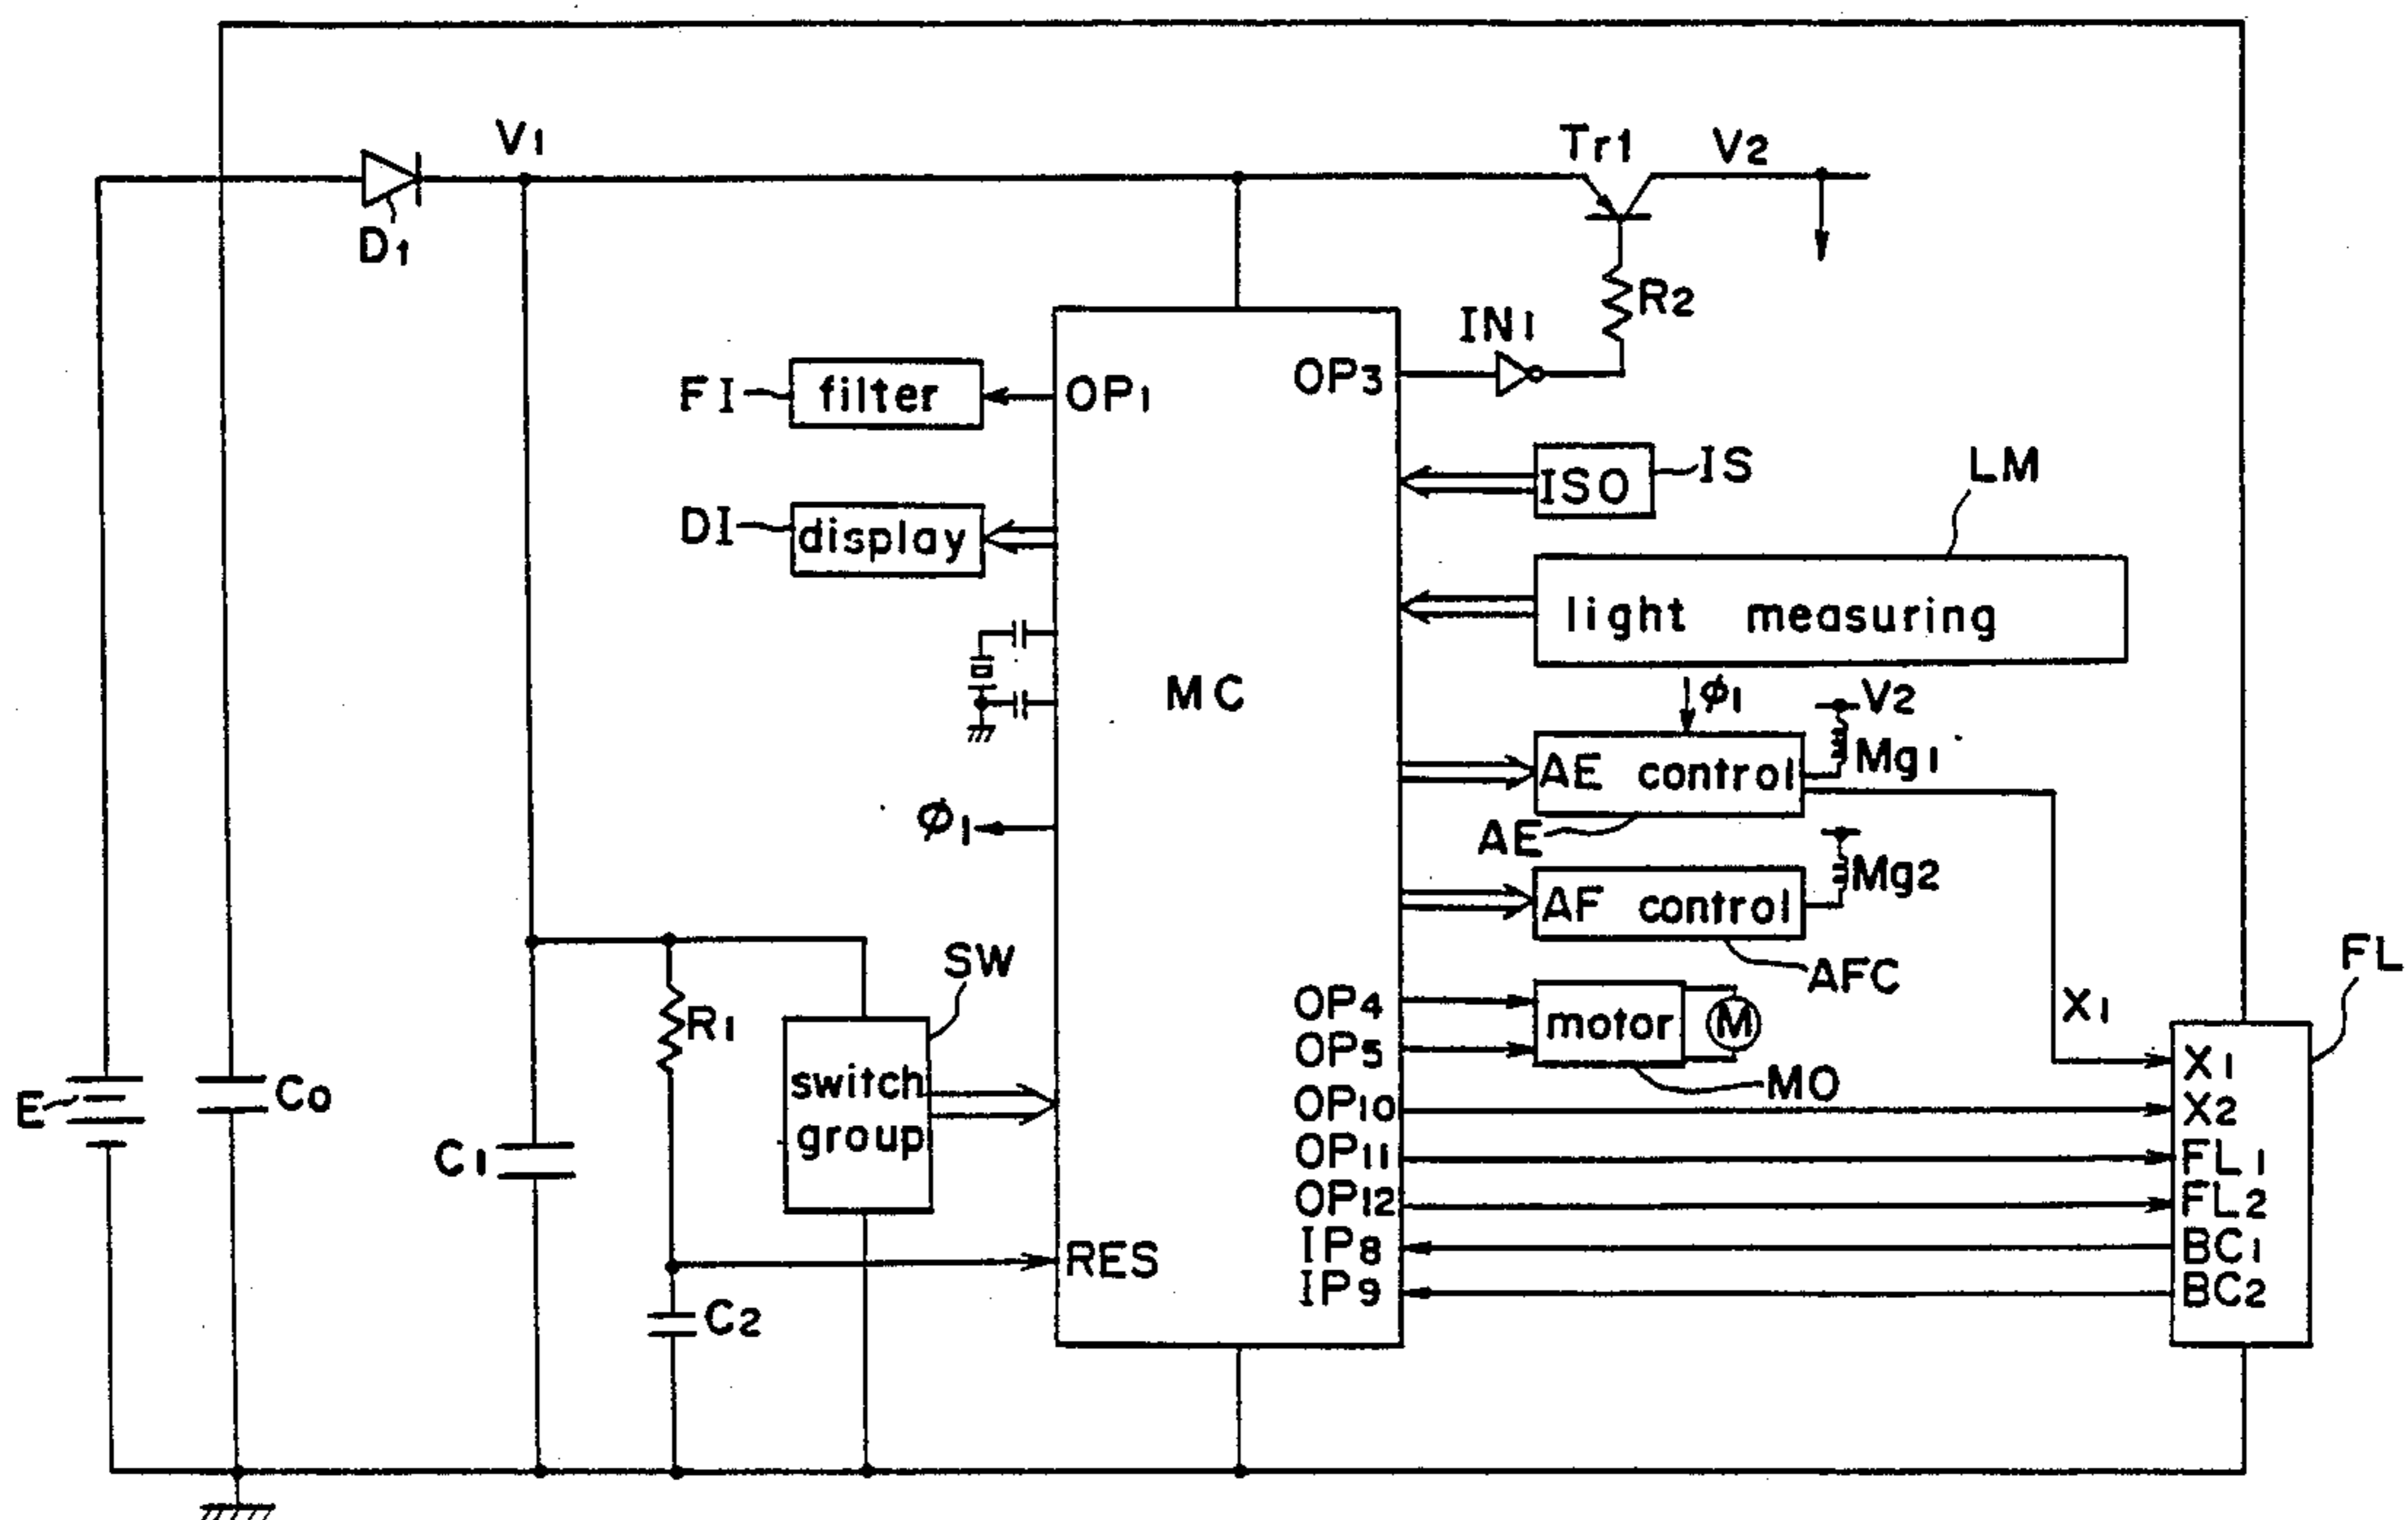 V1
Tr1
V2
D1
R2
IN1
FI
filter
OP1
OP3
ISO
IS
LM
DI
display
light measuring
MC
φ1
V2
AE control
Mg1
φ1
AE
AF control
Mg2
AFC
SW
FL
R1
OP4
motor
M
X1
OP5
MO
X1
E
C0
switch
group
OP10
X2
C1
OP11
FL1
OP12
FL2
RES
IP8
BC1
C2
IP9
BC2